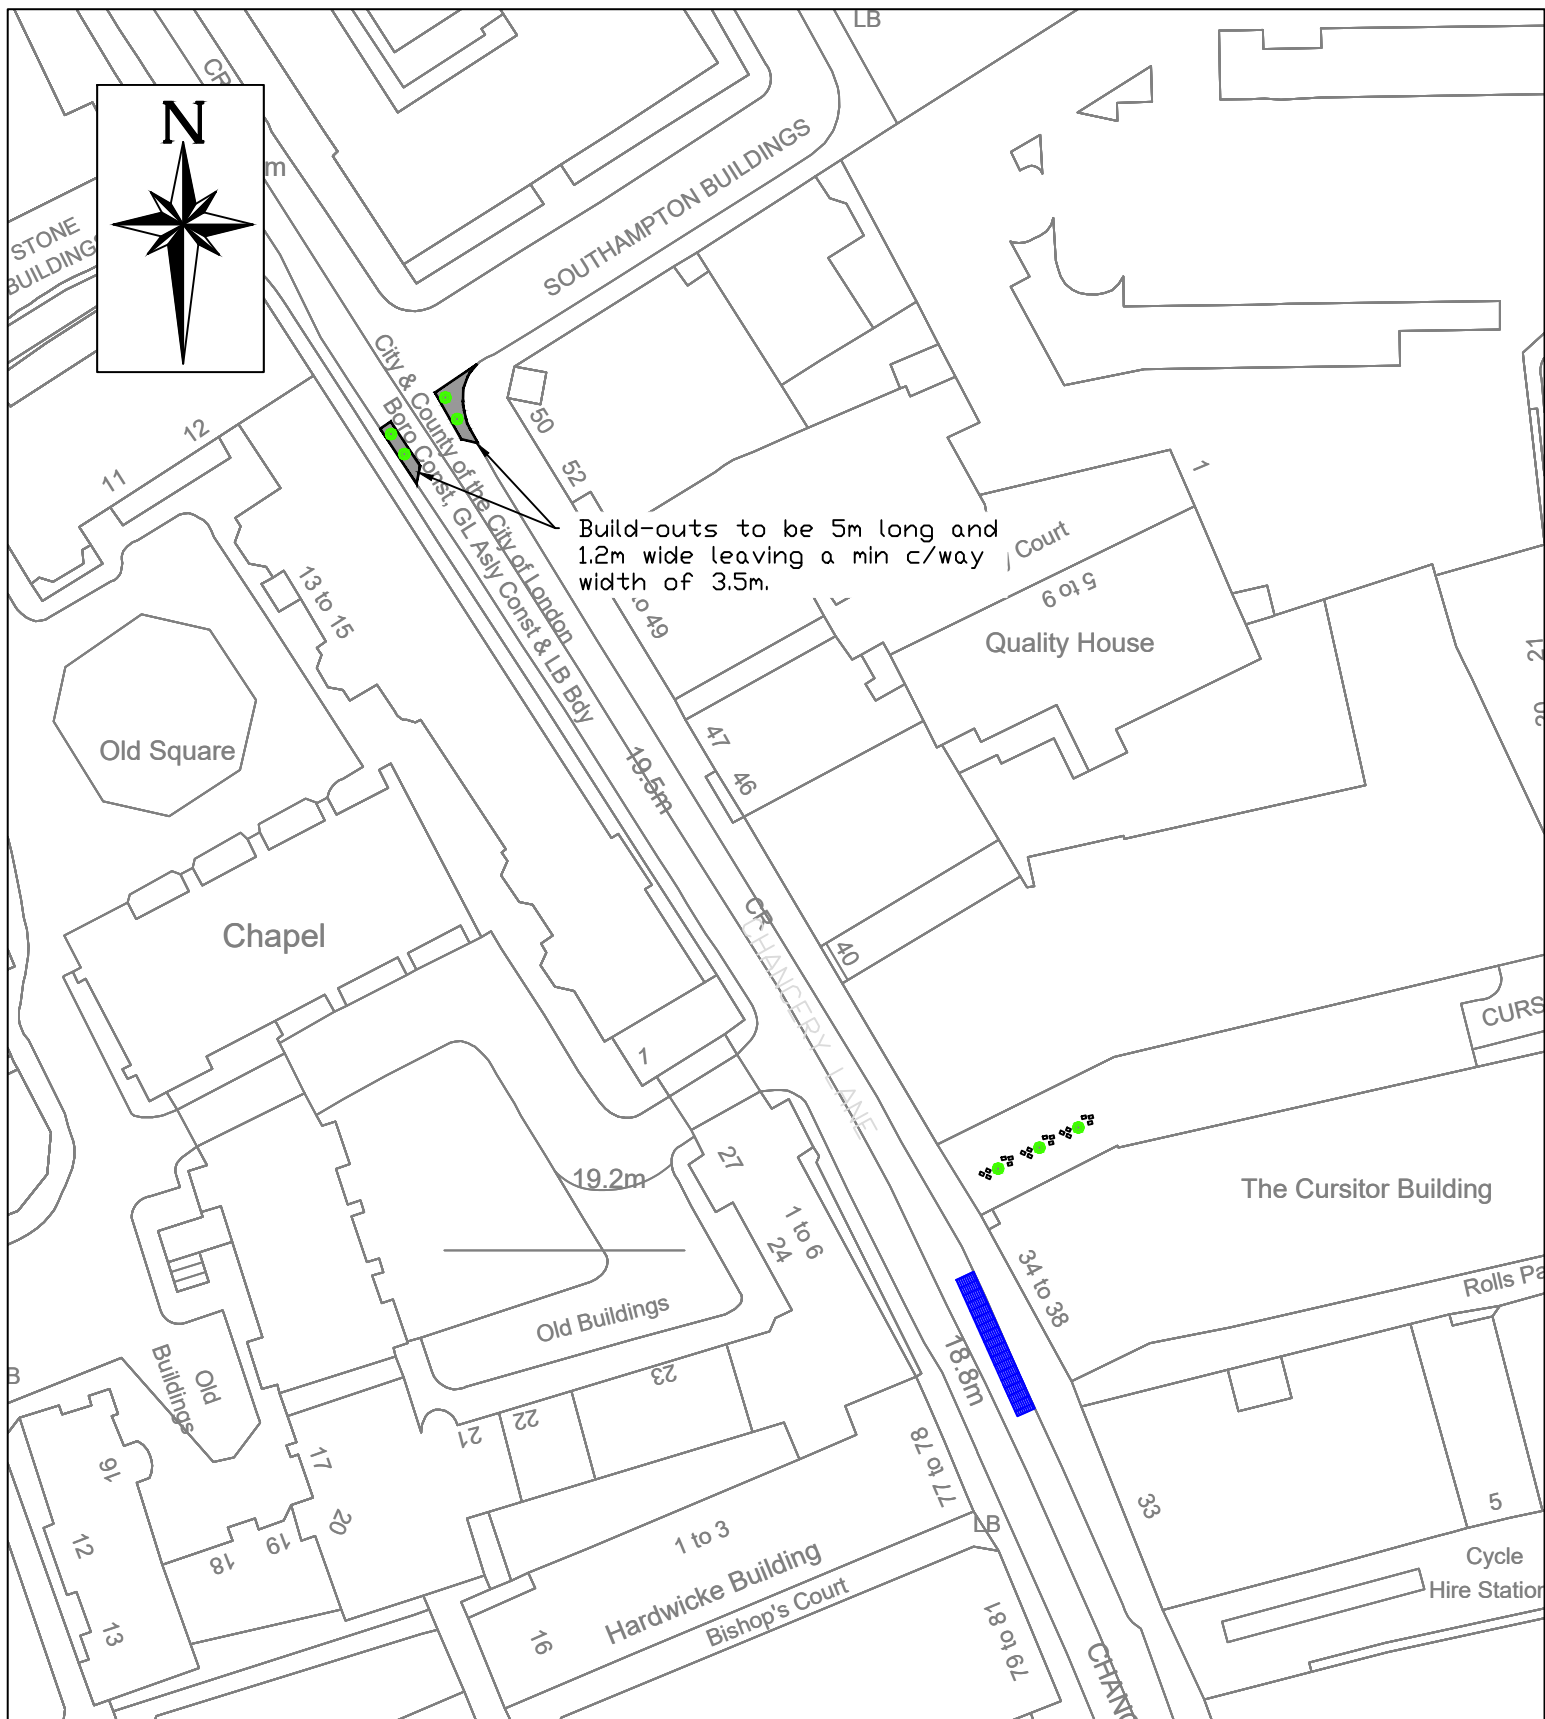 LB
CR
N
m
STONE
BUILDINGS
SOUTHAMPTON BUILDINGS
City & County of the City of London
Boro Const, GL Asly Const & LB Bdy
50
52
12
11
1
Build-outs to be 5m long and
1.2m wide leaving a min c/way
width of 3.5m.
Court
5 to 9
Quality House
13 to 15
to 49
21
20
Old Square
47
46
19.5m
CR
CHANCERY LANE
40
Chapel
CURS
1
27
19.2m
1 to 6
24
The Cursitor Building
34 to 38
Rolls Pa
Old Buildings
18.8m
B
Old
Buildings
23
22
21
77 to 78
16
17
20
19
18
12
13
33
5
LB
1 to 3
Hardwicke Building
Bishop's Court
16
Cycle
Hire Station
79 to 81
CHANC